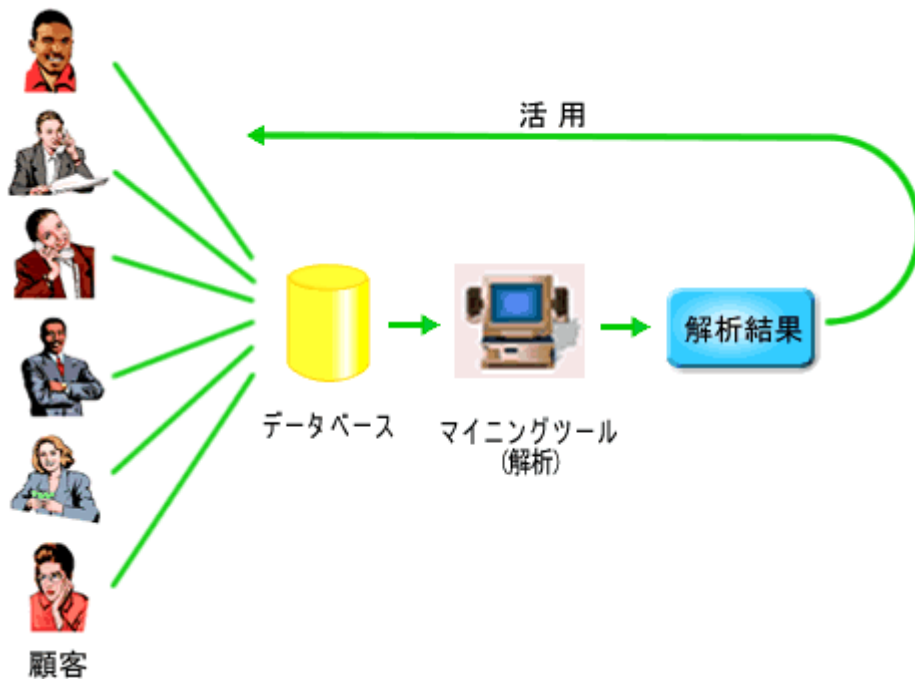 活用
解析結果
データベース
マイニングツール
(解析)
顧客